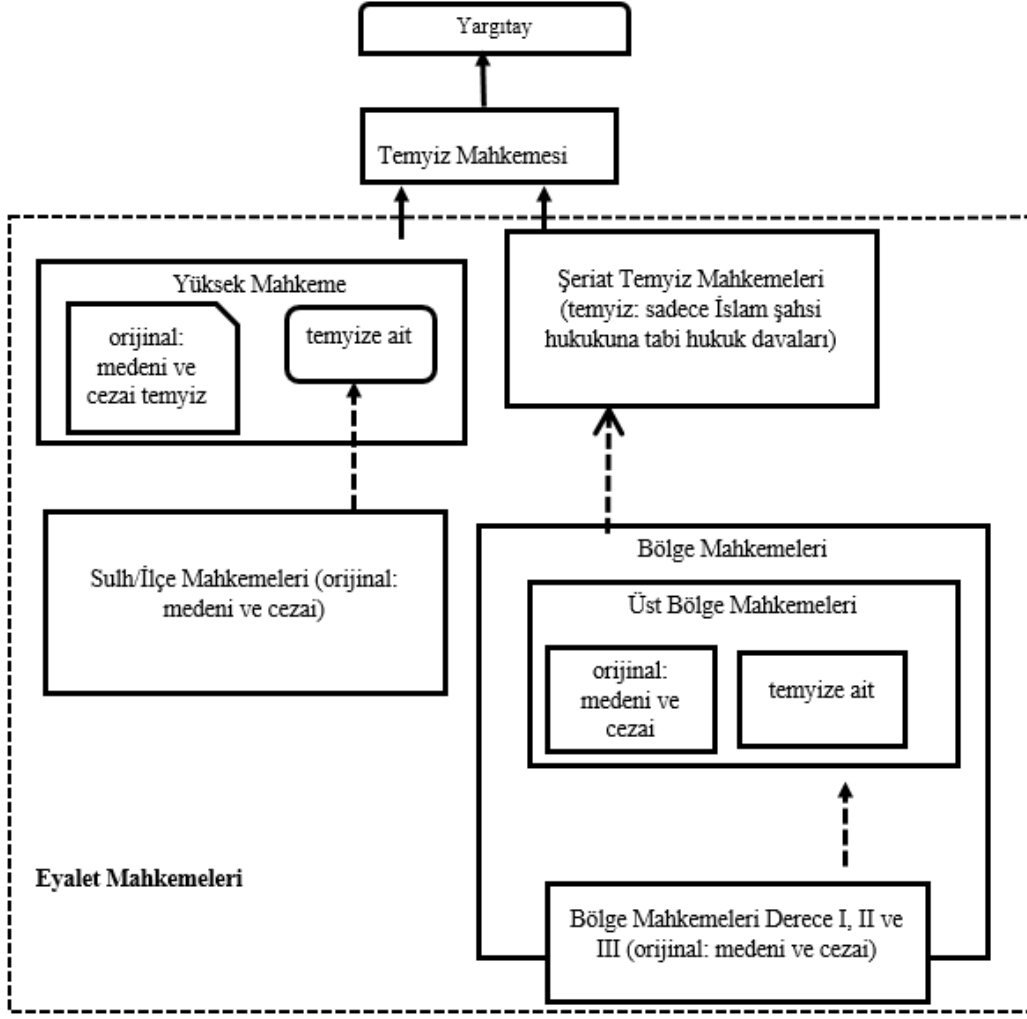 Yargıtay
Temyiz Mahkemesi
Yüksek Mahkeme
orijinal:
medeni ve
cezai temyiz
temyize ait
Şeriat Temyiz Mahkemeleri
(temyiz: sadece İslam şahsi
hukukuna tabi hukuk davaları)
Sulh/İlçe Mahkemeleri (orijinal:
medeni ve cezai)
Bölge Mahkemeleri
Üst Bölge Mahkemeleri
orijinal:
medeni ve
cezai
temyize ait
Eyalet Mahkemeleri
Bölge Mahkemeleri Derece I, II ve
III (orijinal: medeni ve cezai)